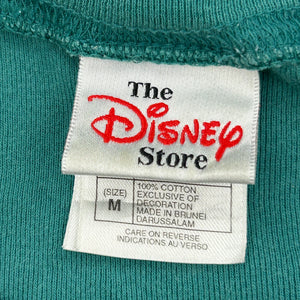 The
Disney
Store
(SIZE)
M
100% COTTON
EXCLUSIVE OF
DECORATION
MADE IN BRUNEI
DARUSSALAM
CARE ON REVERSE
INDICATIONS AU VERSO